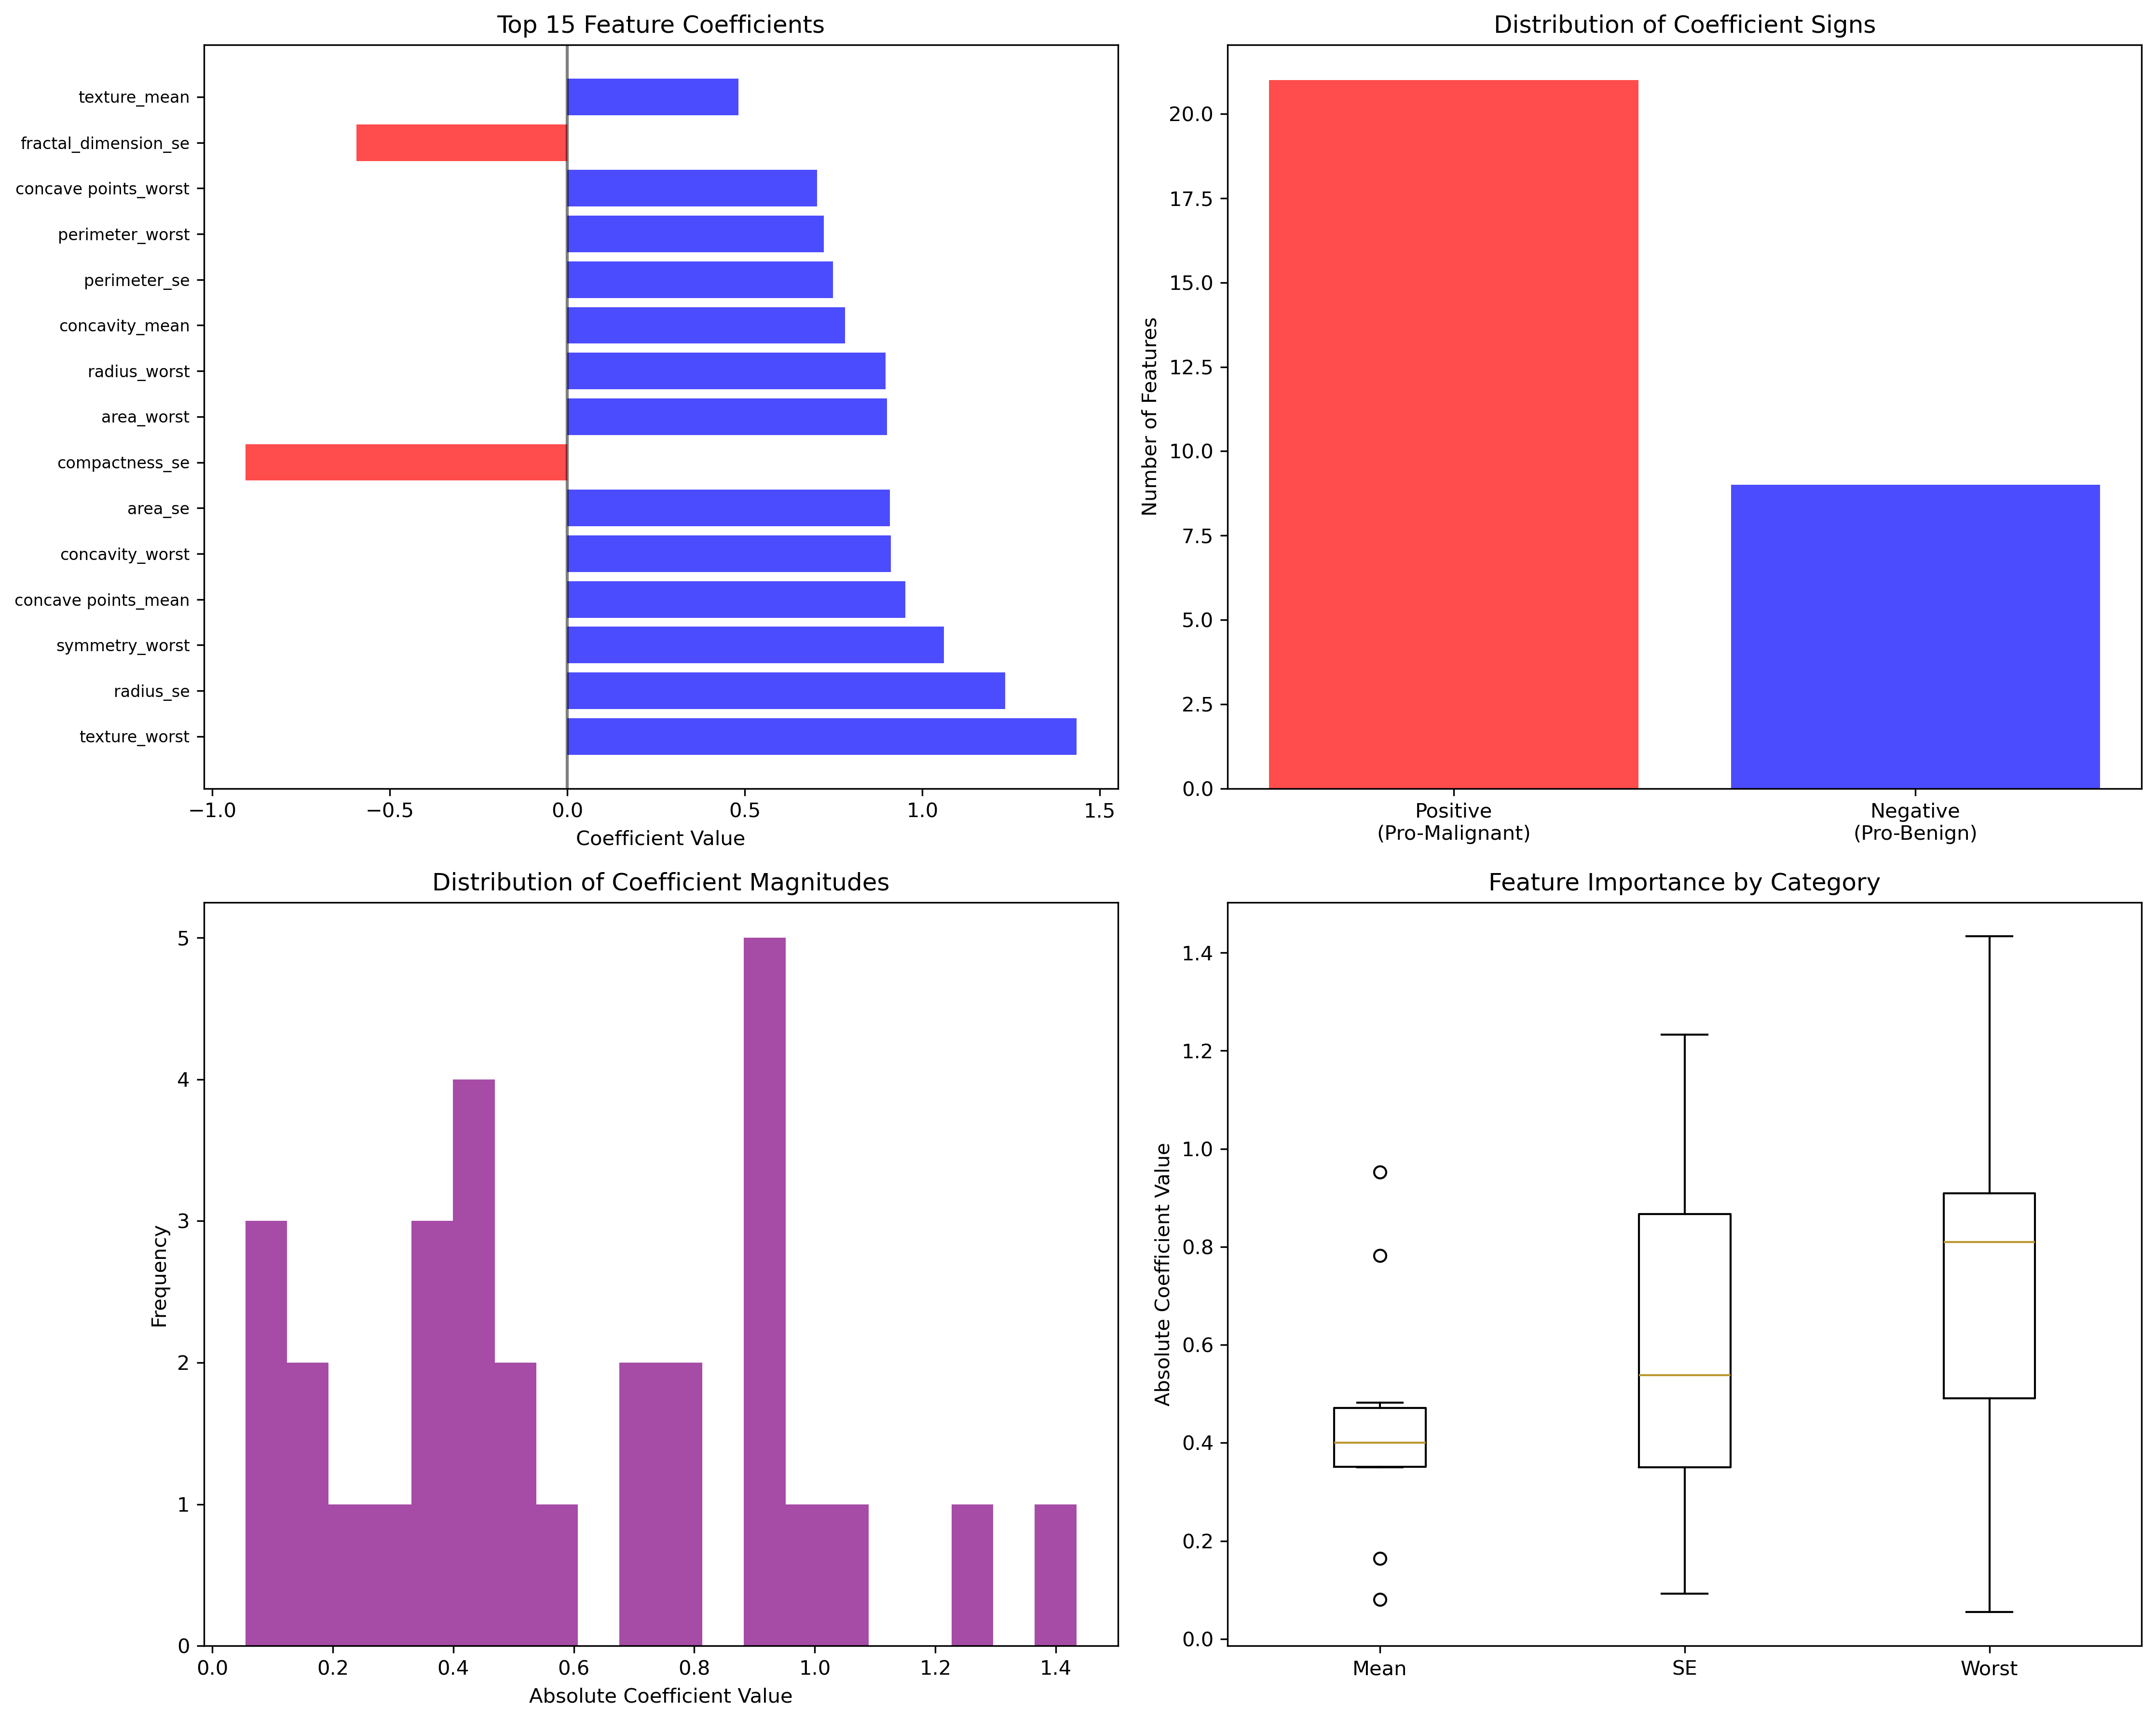 Top 15 Feature Coefficients
texture_mean
fractal_dimension_se
concave points_worst
perimeter_worst
perimeter_se
concavity_mean
radius_worst
area_worst
compactness_se
area_se
concavity_worst
concave points_mean
symmetry_worst
radius_se
texture_worst
−1.0 −0.5 0.0 0.5 1.0 1.5
Coefficient Value
Distribution of Coefficient Signs
Number of Features
20.0
17.5
15.0
12.5
10.0
7.5
5.0
2.5
0.0
Positive
(Pro-Malignant)
Negative
(Pro-Benign)
Distribution of Coefficient Magnitudes
Frequency
5
4
3
2
1
0
0.0 0.2 0.4 0.6 0.8 1.0 1.2 1.4
Absolute Coefficient Value
Feature Importance by Category
Absolute Coefficient Value
1.4
1.2
1.0
0.8
0.6
0.4
0.2
0.0
Mean SE Worst